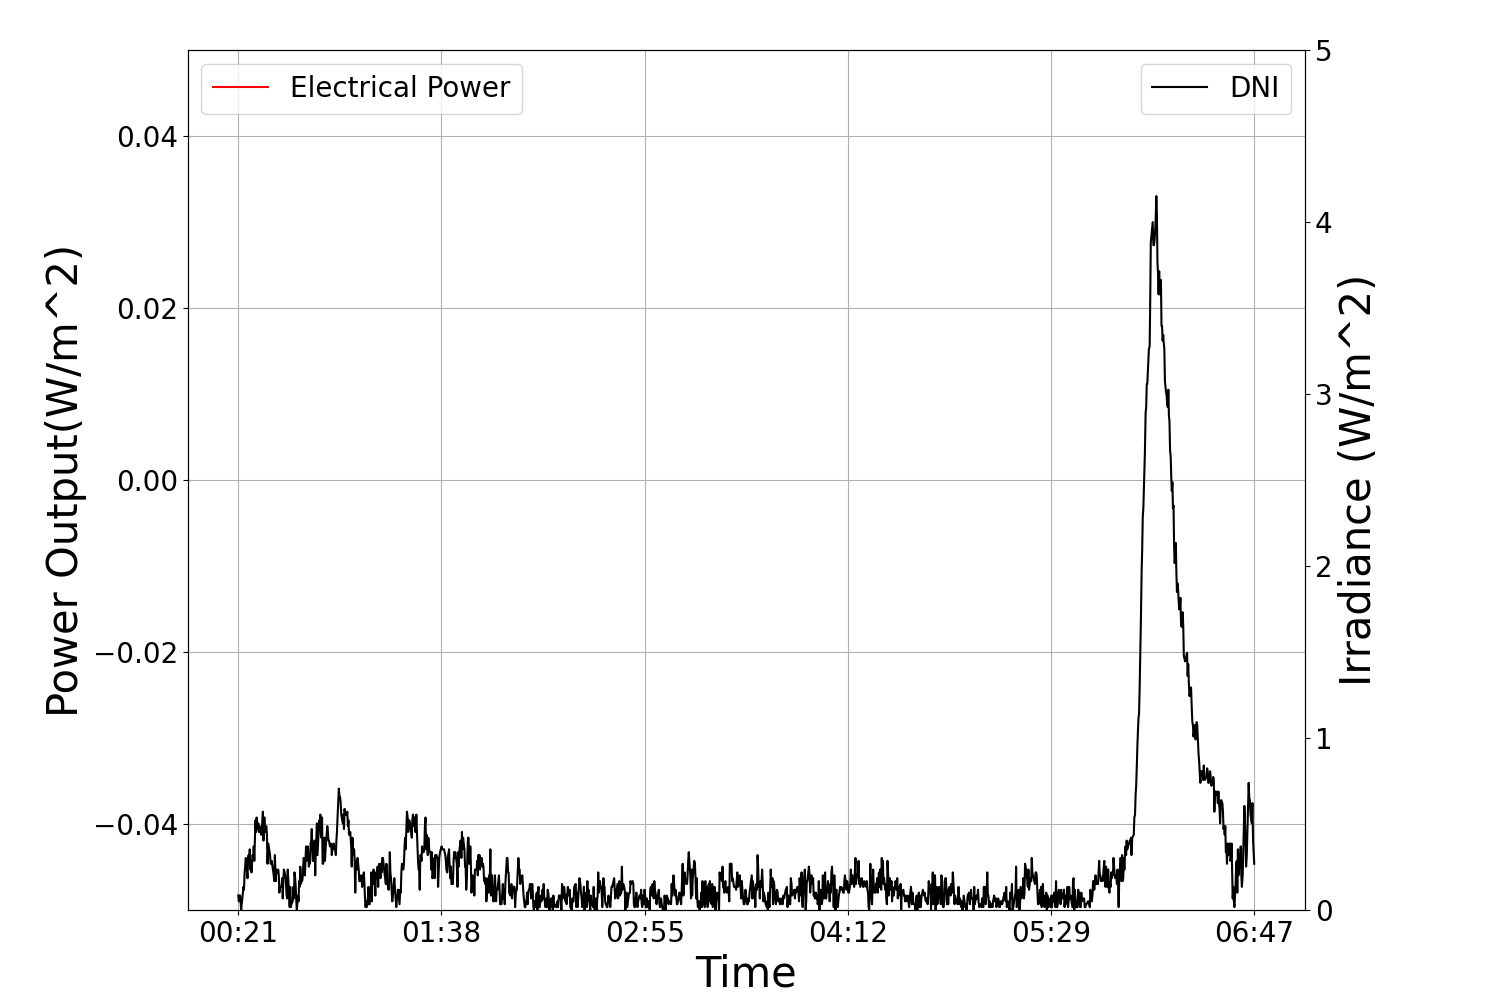 Electrical Power
DNI
Power Output(W/m^2)
0.04
0.02
0.00
−0.02
−0.04
5
4
3
2
1
0
Irradiance (W/m^2)
00:21 01:38 02:55 04:12 05:29 06:47
Time